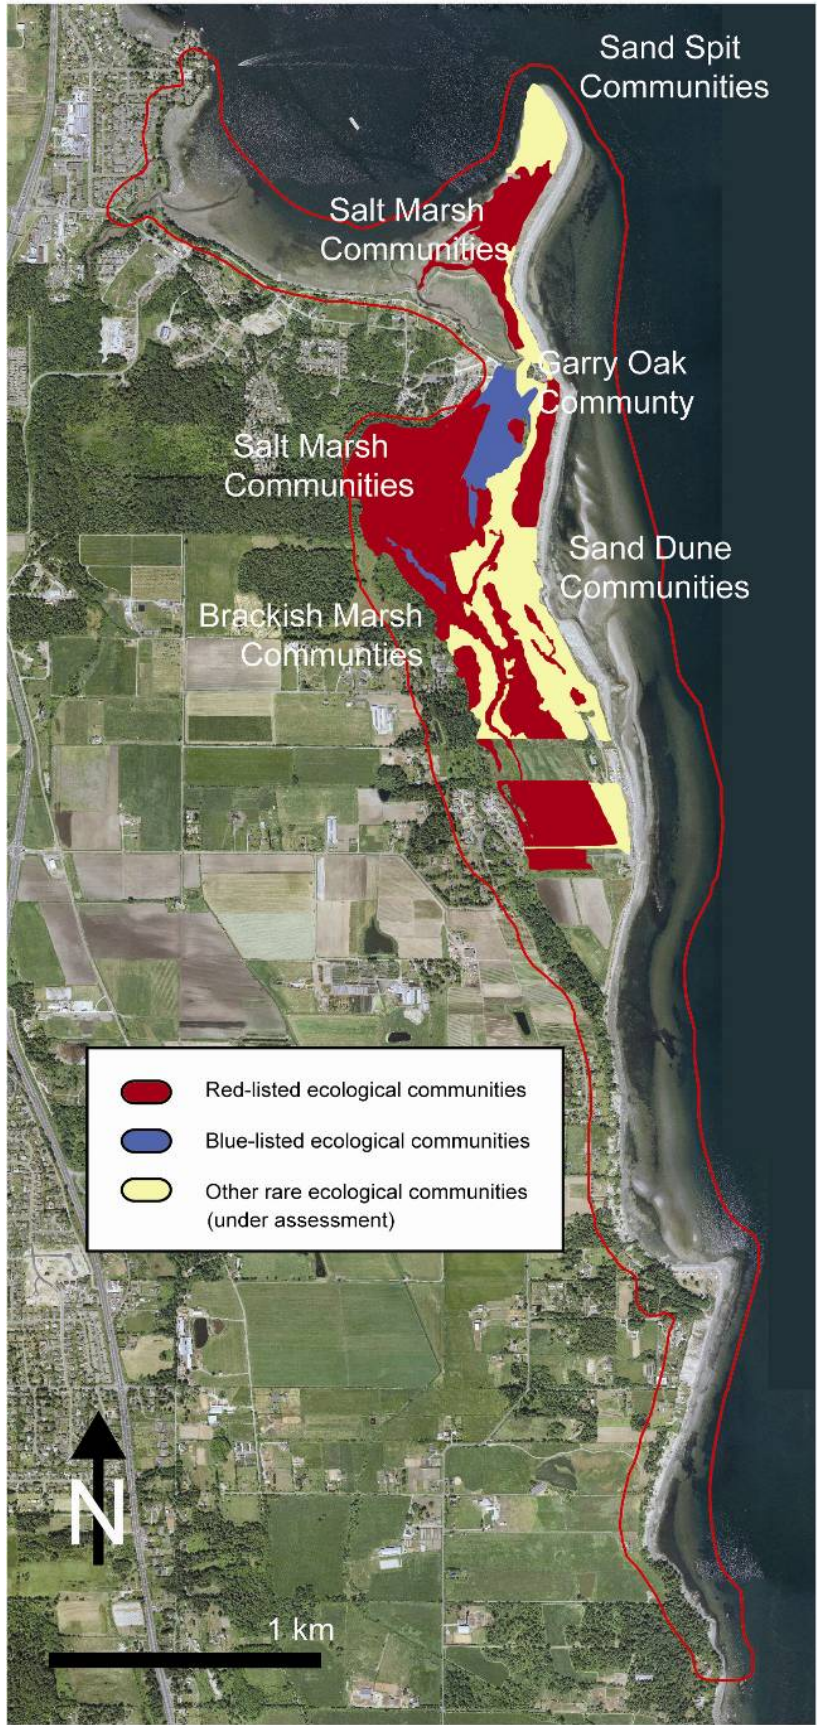 Sand Spit
Communities
Salt Marsh
Communities
Garry Oak
Communty
Salt Marsh
Communities
Sand Dune
Communities
Brackish Marsh
Communties
Red-listed ecological communities
Blue-listed ecological communities
Other rare ecological communities
(under assessment)
N
1 km